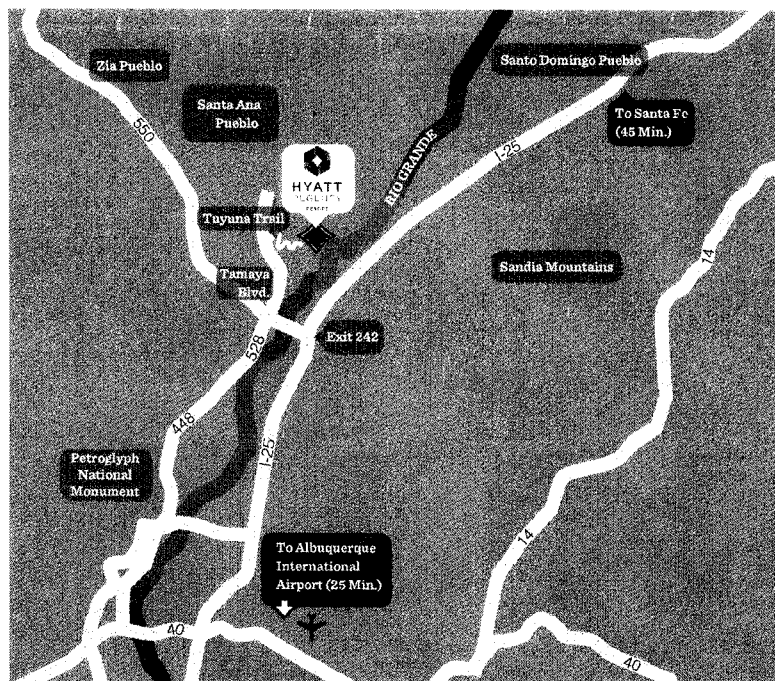 Zia Pueblo
Santo Domingo Pueblo
Santa Ana
Pueblo
To Santa Fe
(45 Min.)
550
I-25
RIO GRANDE
HYATT
REGENCY
Tuyuna Trail
14
Sandia Mountains
Tamaya
Blvd.
Exit 242
528
448
I-25
Petroglyph
National
Monument
14
To Albuquerque
International
Airport (25 Min.)
40
40